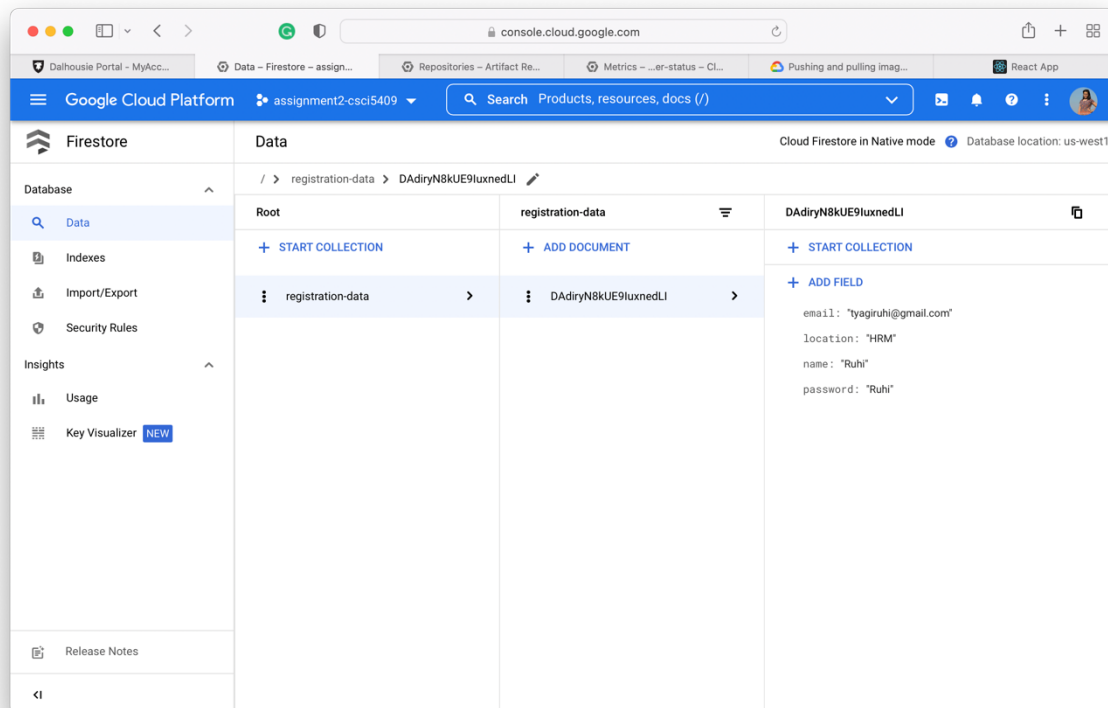 console.cloud.google.com
Dalhousie Portal - MyAcc...
Data – Firestore – assign...
Repositories – Artifact Re...
Metrics – ...er-status – Cl...
Pushing and pulling imag...
React App
Google Cloud Platform
assignment2-csci5409
Search Products, resources, docs (/)
Firestore
Data
Cloud Firestore in Native mode
Database location: us-west1
Database
/ > registration-data > DAdiryN8kUE9IuxnedLI
Root
registration-data
DAdiryN8kUE9IuxnedLI
Data
+ START COLLECTION
+ ADD DOCUMENT
+ START COLLECTION
Indexes
+ ADD FIELD
Import/Export
registration-data
DAdiryN8kUE9IuxnedLI
email: "tyagiruhi@gmail.com"
Security Rules
location: "HRM"
Insights
name: "Ruhi"
password: "Ruhi"
Usage
Key Visualizer NEW
Release Notes